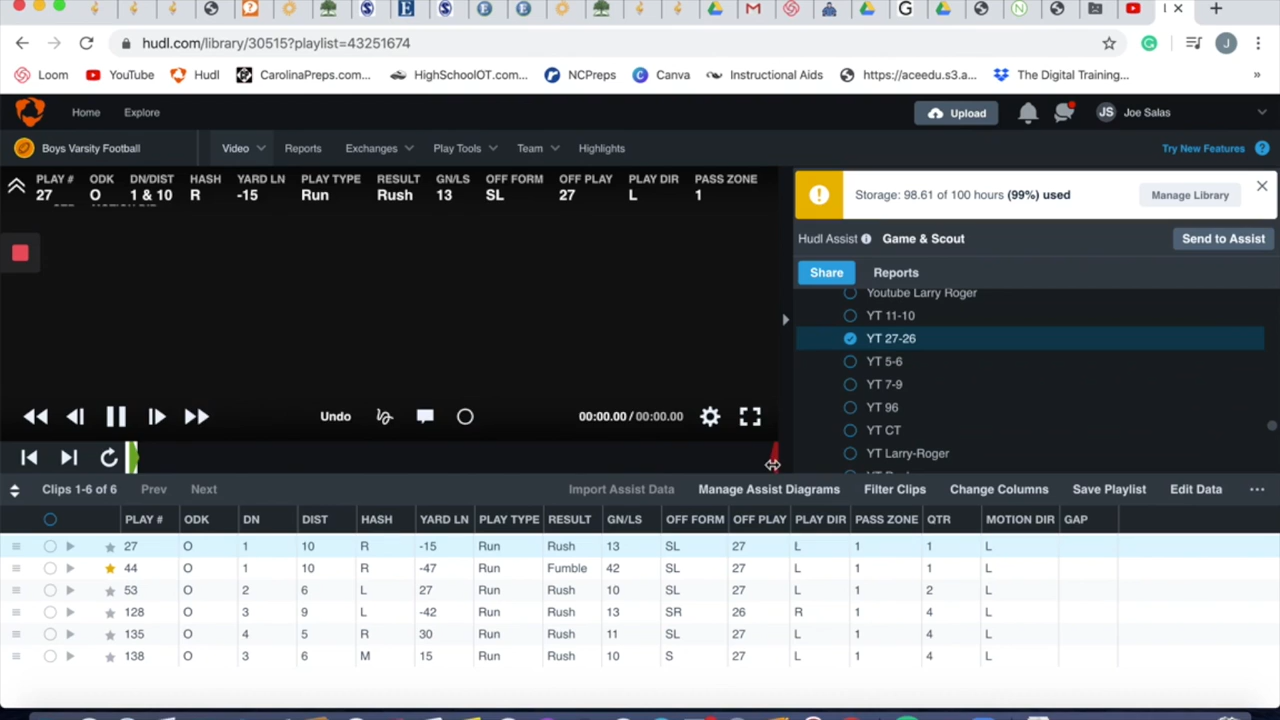 hudl.com/library/30515?playlist=43251674
J
Loom YouTube Hudl CarolinaPreps.com... HighSchoolOT.com... NCPreps Canva Instructional Aids https://aceedu.s3.a... The Digital Training... »
Home Explore Upload JS Joe Salas
Boys Varsity Football Video Reports Exchanges Play Tools Team Highlights Try New Features ?
PLAY # ODK DN/DIST HASH YARD LN PLAY TYPE RESULT GN/LS OFF FORM OFF PLAY PLAY DIR PASS ZONE
27 O 1 & 10 R -15 Run Rush 13 SL 27 L 1
Storage: 98.61 of 100 hours (99%) used Manage Library
Hudl Assist Game & Scout Send to Assist
Share Reports
Youtube Larry Roger
YT 11-10
YT 27-26
YT 5-6
YT 7-9
YT 96
YT CT
YT Larry-Roger
Undo 00:00.00 / 00:00.00
Clips 1-6 of 6 Prev Next Import Assist Data Manage Assist Diagrams Filter Clips Change Columns Save Playlist Edit Data ...
PLAY # ODK DN DIST HASH YARD LN PLAY TYPE RESULT GN/LS OFF FORM OFF PLAY PLAY DIR PASS ZONE QTR MOTION DIR GAP
27 O 1 10 R -15 Run Rush 13 SL 27 L 1 1 L
44 O 1 10 R -47 Run Fumble 42 SL 27 L 1 1 L
53 O 2 6 L 27 Run Rush 10 SL 27 L 1 2 L
128 O 3 9 L -42 Run Rush 13 SR 26 R 1 4 L
135 O 4 5 R 30 Run Rush 11 SL 27 L 1 4 L
138 O 3 6 M 15 Run Rush 10 S 27 L 1 4 L